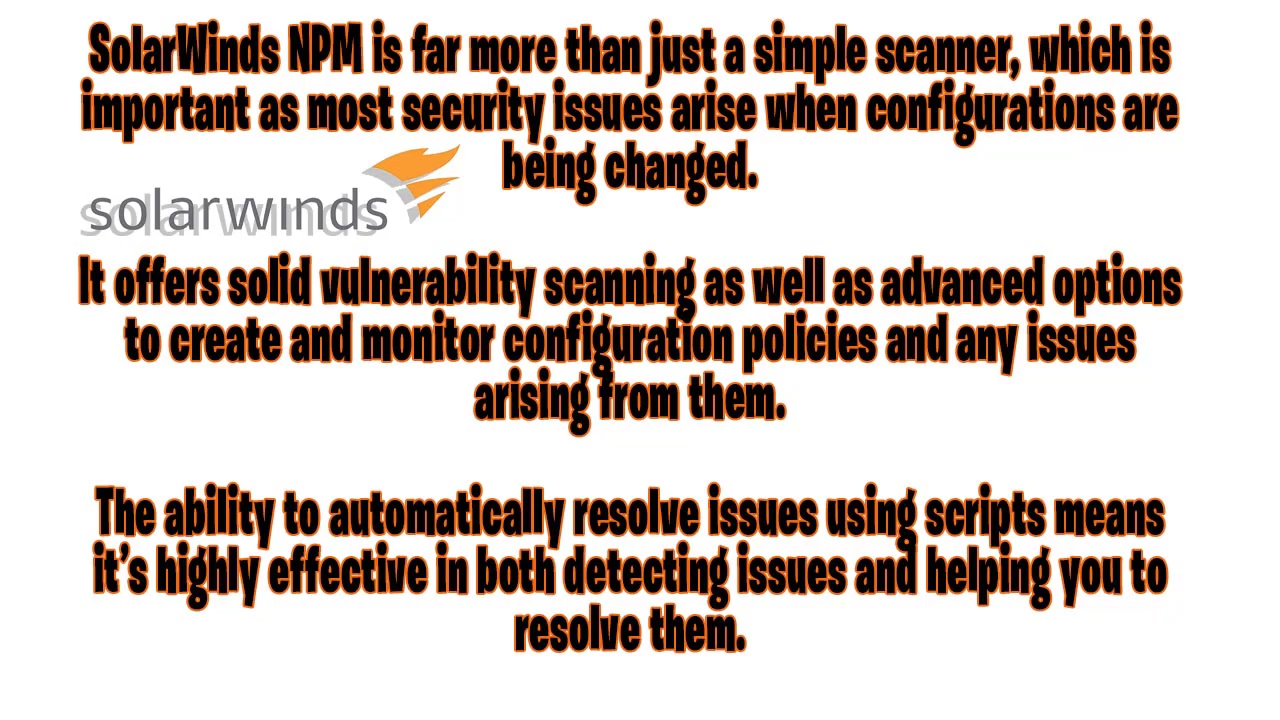 SolarWinds NPM is far more than just a simple scanner, which is
important as most security issues arise when configurations are
being changed.
solarwinds
It offers solid vulnerability scanning as well as advanced options
to create and monitor configuration policies and any issues
arising from them.
The ability to automatically resolve issues using scripts means
it’s highly effective in both detecting issues and helping you to
resolve them.